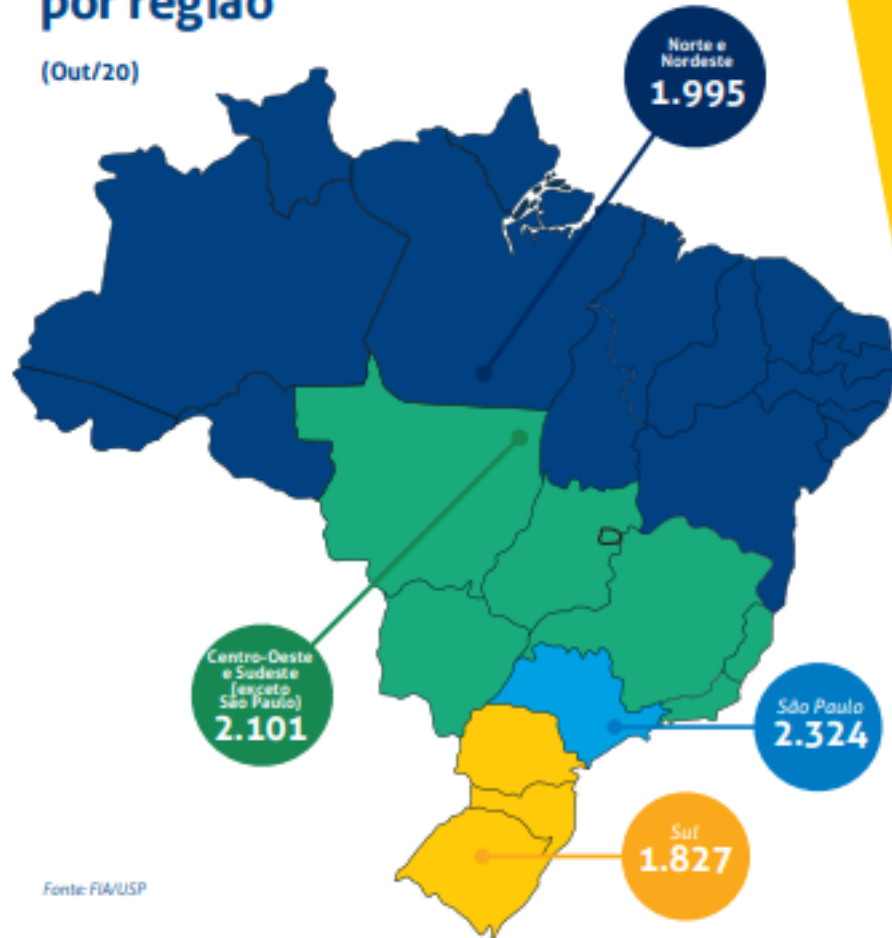 por região
(Out/20)
Norte e
Nordeste
1.995
Centro-Oeste
e Sudeste
(exceto
São Paulo)
2.101
São Paulo
2.324
Sul
1.827
Fonte: FIA/USP